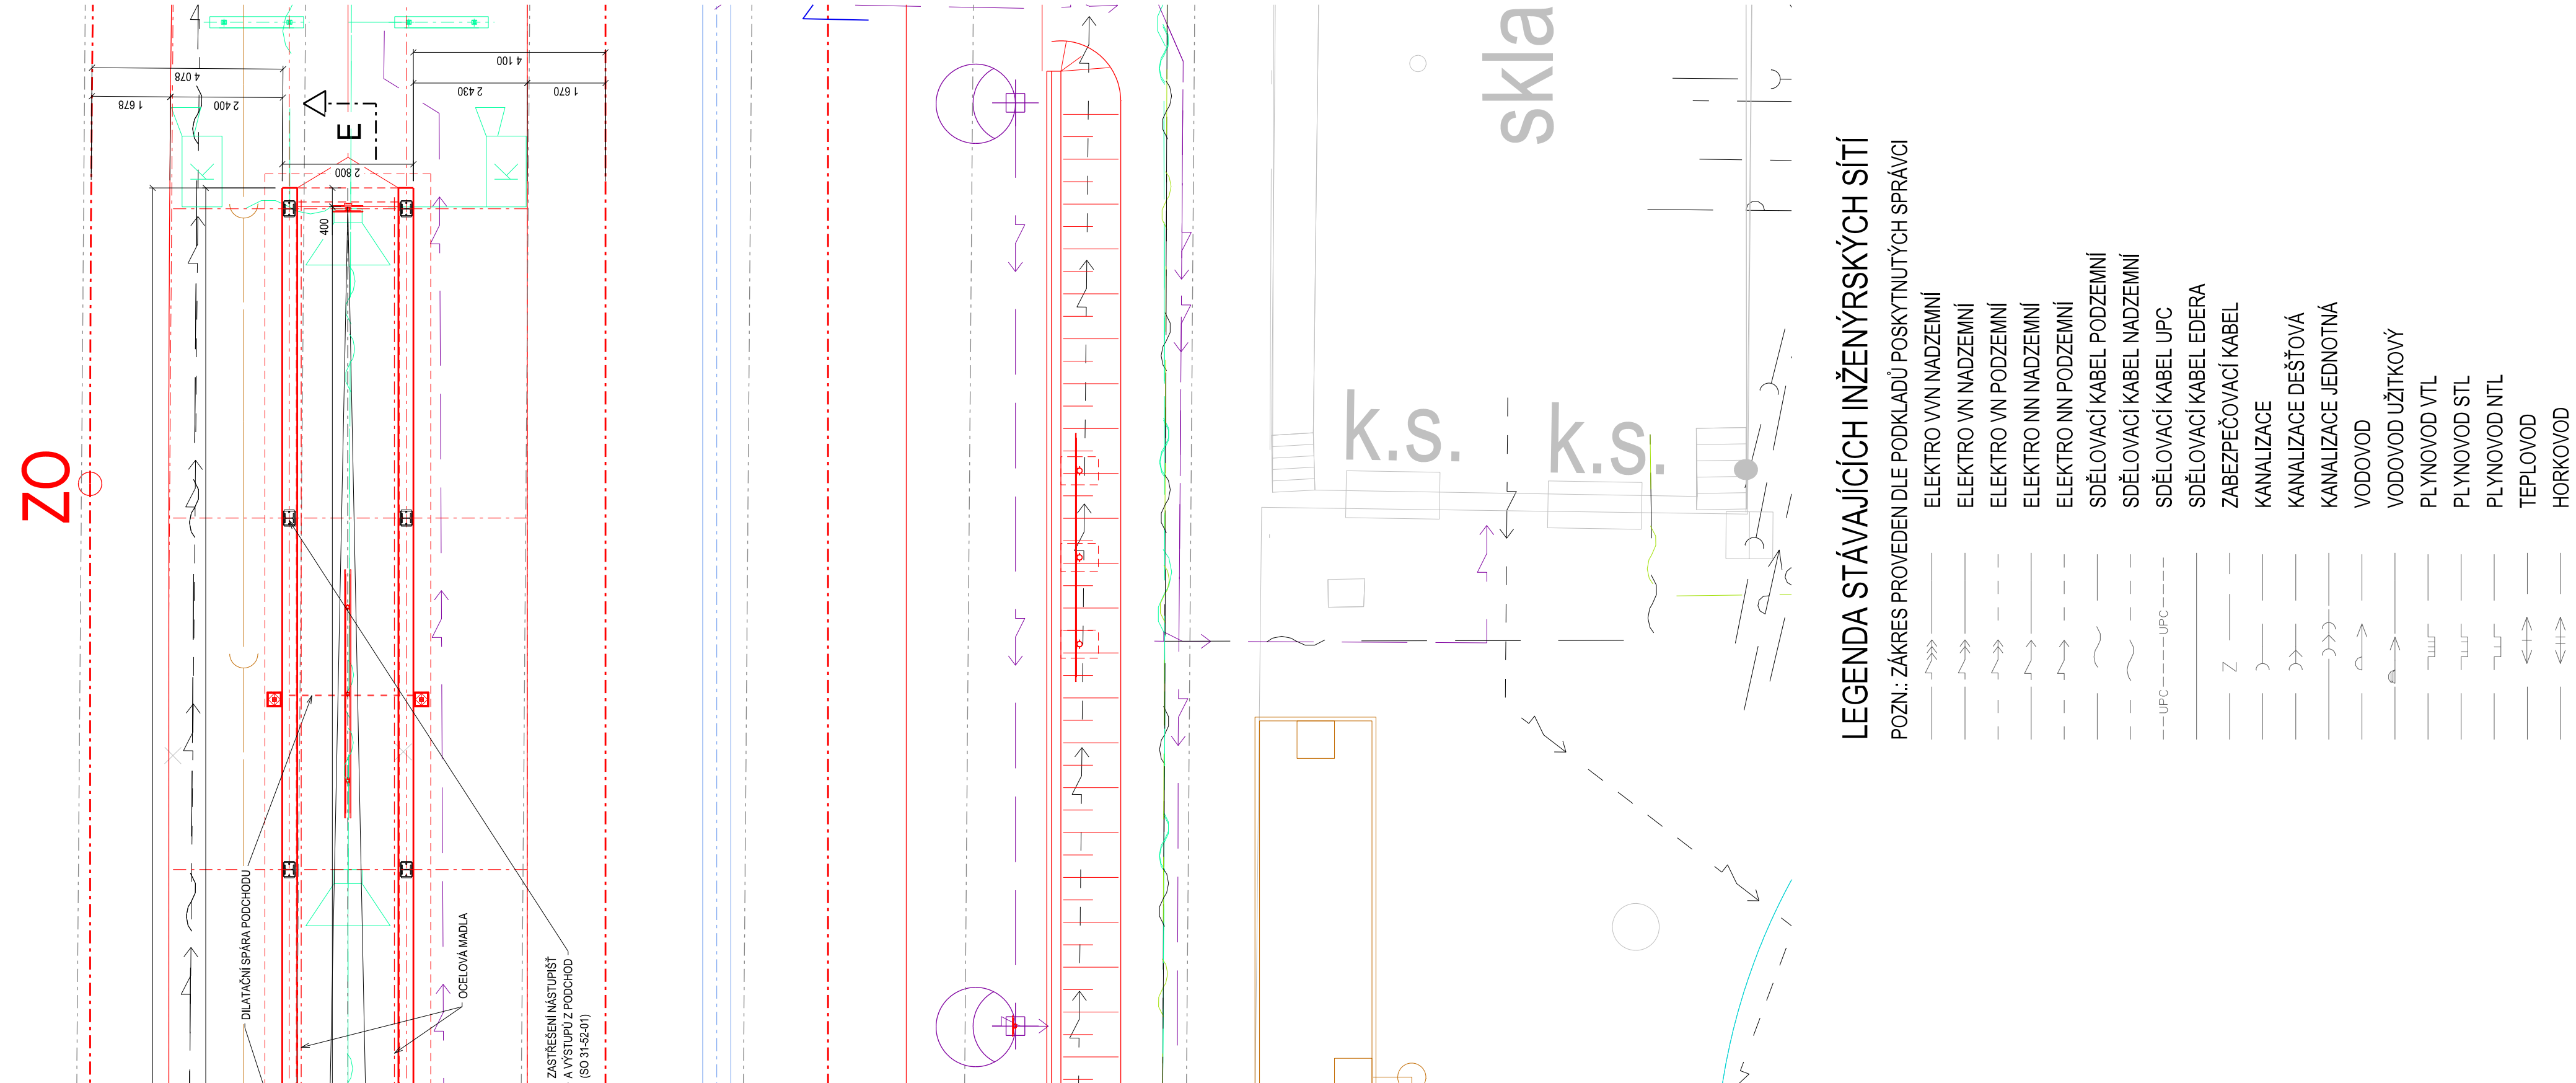 ZO
4 078
1 678
2 400
4 100
2 430
1 670
E
2 800
400
DILATAČNÍ SPÁRA PODCHODU
OCELOVÁ MADLA
ZASTŘEŠENÍ NÁSTUPIŠŤ
A VÝSTUPŮ Z PODCHOD
(SO 31-52-01)
K
K
skla
k.s.
k.s.
LEGENDA STÁVAJÍCÍCH INŽENÝRSKÝCH SÍTÍ
POZN.: ZÁKRES PROVEDEN DLE PODKLADŮ POSKYTNUTÝCH SPRÁVCI
ELEKTRO VVN NADZEMNÍ
ELEKTRO VN NADZEMNÍ
ELEKTRO VN PODZEMNÍ
ELEKTRO NN NADZEMNÍ
ELEKTRO NN PODZEMNÍ
SDĚLOVACÍ KABEL PODZEMNÍ
SDĚLOVACÍ KABEL NADZEMNÍ
UPC UPC SDĚLOVACÍ KABEL UPC
SDĚLOVACÍ KABEL EDERA
Z ZABEZPEČOVACÍ KABEL
KANALIZACE
KANALIZACE DEŠŤOVÁ
KANALIZACE JEDNOTNÁ
VODOVOD
VODOVOD UŽITKOVÝ
PLYNOVOD VTL
PLYNOVOD STL
PLYNOVOD NTL
TEPLOVOD
HORKOVOD